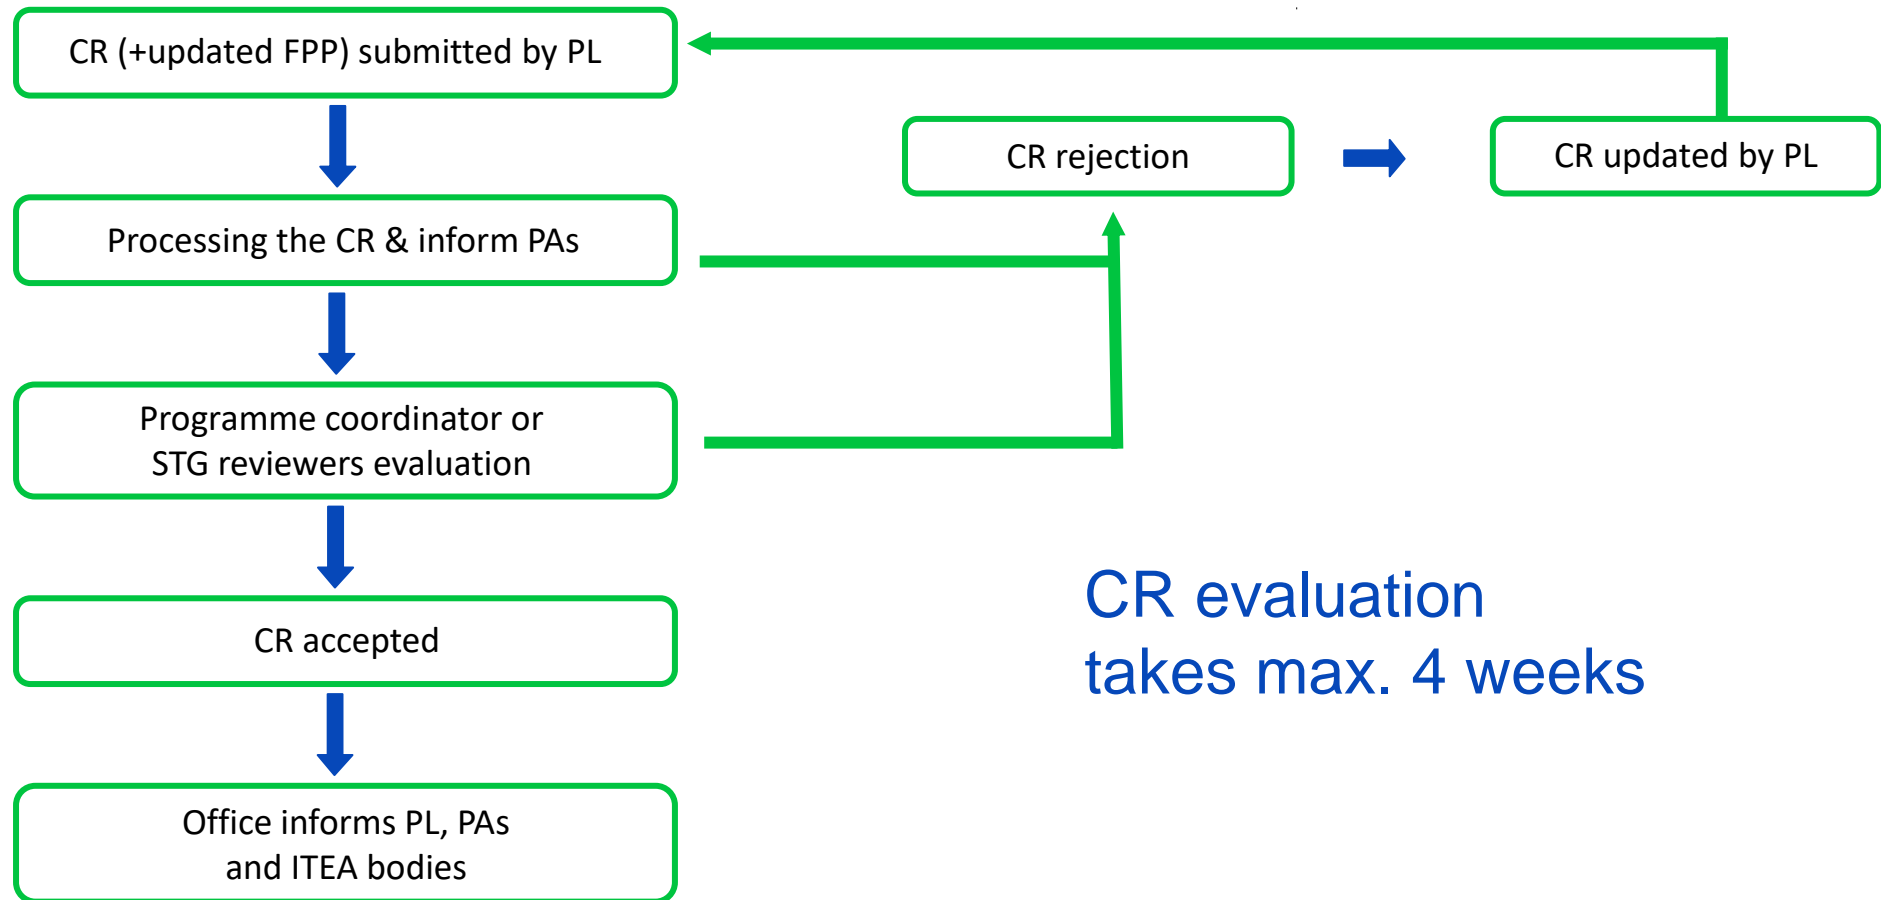 CR (+updated FPP) submitted by PL
CR rejection
CR updated by PL
Processing the CR & inform PAs
Programme coordinator or
STG reviewers evaluation
CR accepted
CR evaluation
takes max. 4 weeks
Office informs PL, PAs
and ITEA bodies